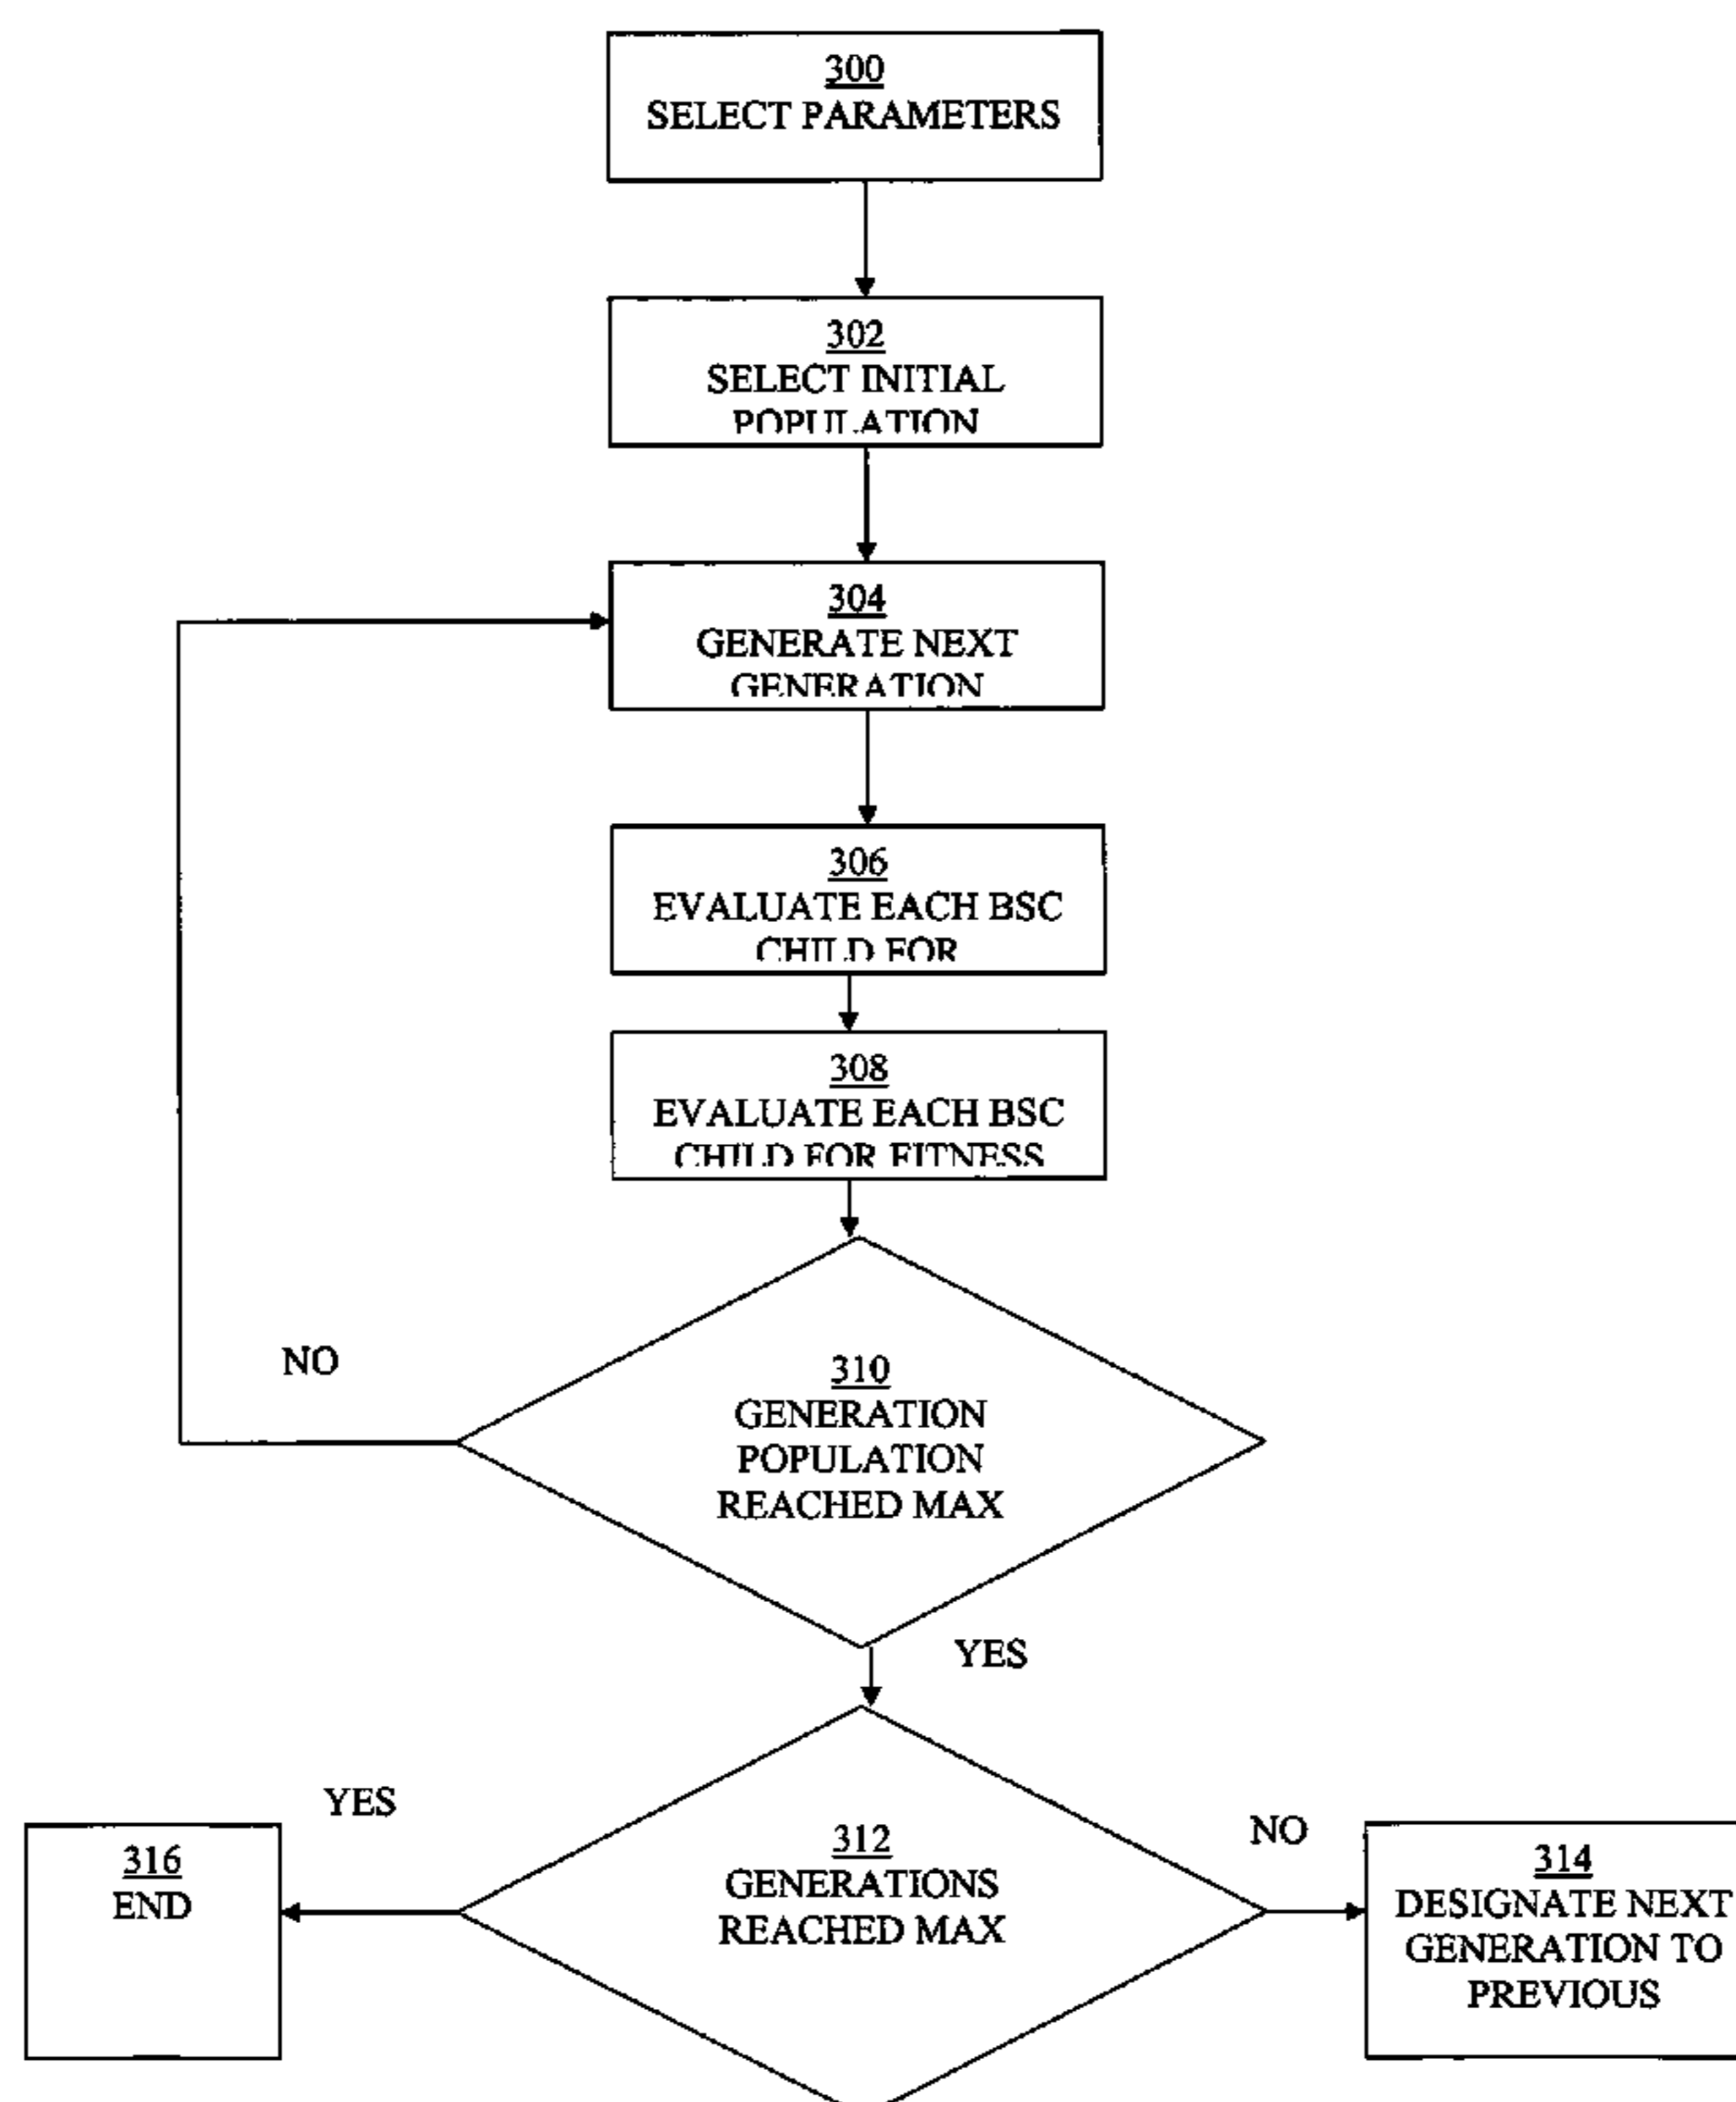 300
SELECT PARAMETERS
302
SELECT INITIAL
POPULATION
304
GENERATE NEXT
GENERATION
306
EVALUATE EACH BSC
CHILD FOR
308
EVALUATE EACH BSC
CHILD FOR FITNESS
NO
310
GENERATION
POPULATION
REACHED MAX
YES
YES
312
GENERATIONS
REACHED MAX
NO
316
END
314
DESIGNATE NEXT
GENERATION TO
PREVIOUS